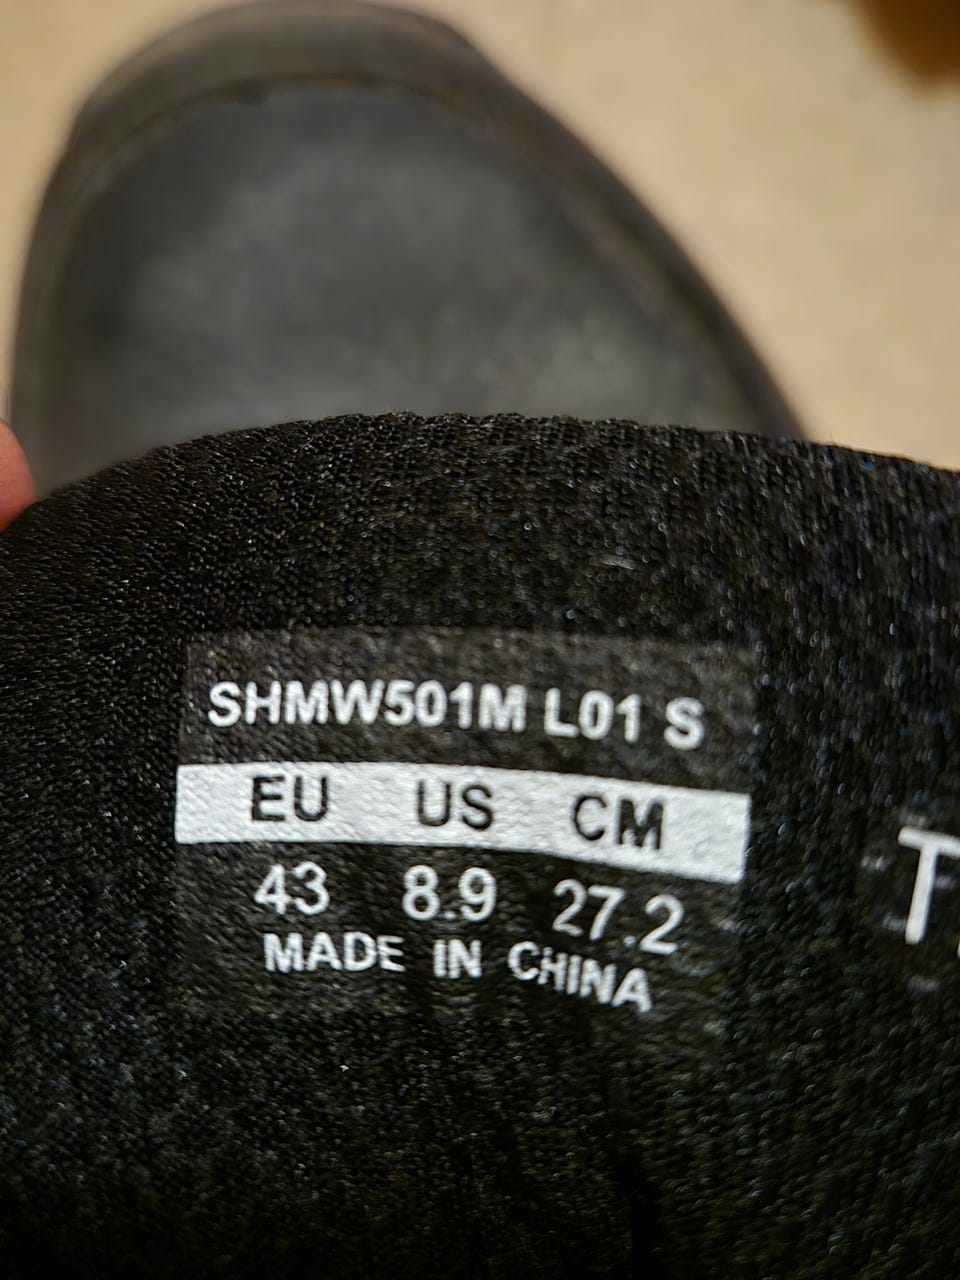 SHMW501M L01 S
EU US CM
43 8.9 27.2
MADE IN CHINA